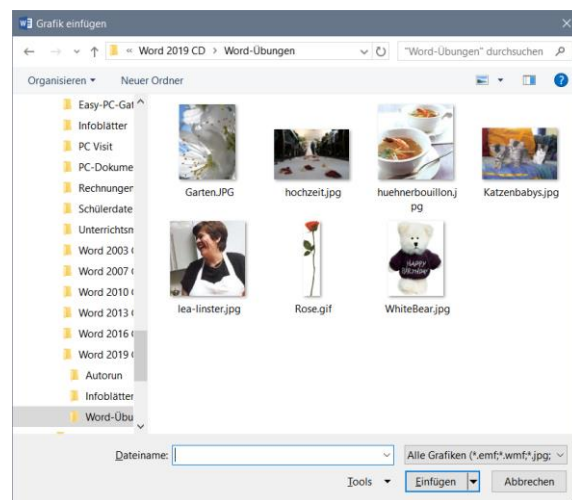 Grafik einfügen
« Word 2019 CD > Word-Übungen
"Word-Übungen" durchsuchen
Organisieren
Neuer Ordner
Easy-PC-Gat
Infoblätter
PC Visit
PC-Dokume
Rechnunger
Schülerdate
Unterrichtsm
Word 2003 (
Word 2007 (
Word 2010 (
Word 2013 (
Word 2016 (
Word 2019 (
Autorun
Infoblätter
Word-Übu
Garten.JPG
hochzeit.jpg
huehnerbouillon.j
pg
Katzenbabys.jpg
lea-linster.jpg
Rose.gif
HAPPY
BIRTHDAY
WhiteBear.jpg
Dateiname:
Alle Grafiken (*.emf;*.wmf;*.jpg;
Tools
Einfügen
Abbrechen